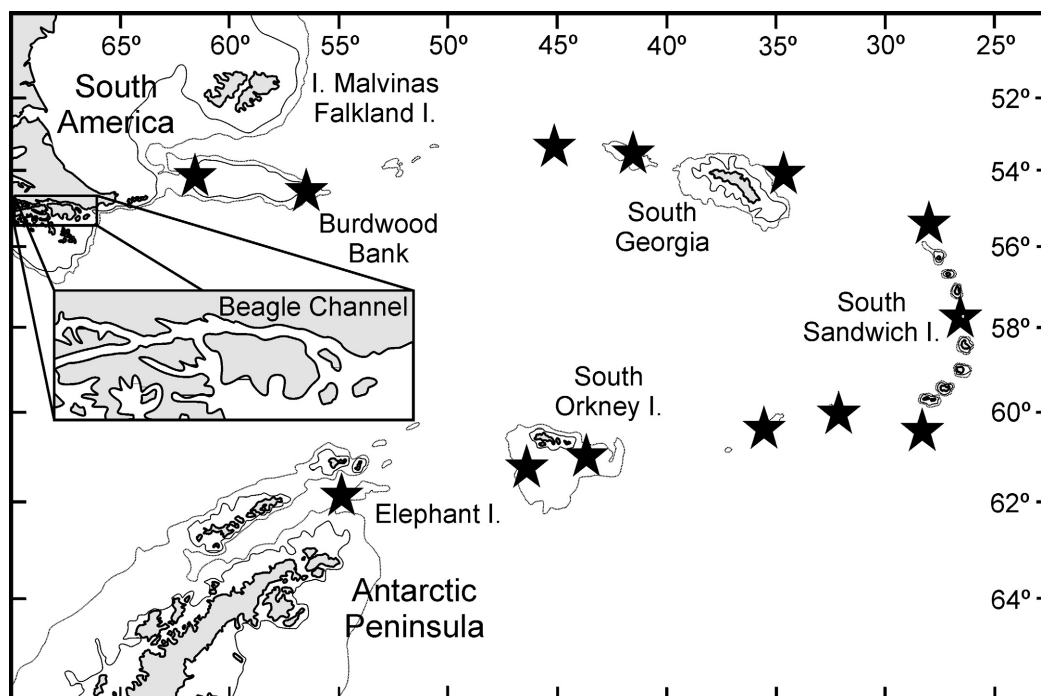 65º 60º 50º 45º 40º 35º 30º 25º
South
America
I. Malvinas
Falkland I.
52º
54º
Burdwood
Bank
South
Georgia
56º
Beagle Channel
South
Sandwich I.
58º
South
Orkney I.
60º
Elephant I.
62º
Antarctic
Peninsula
64º